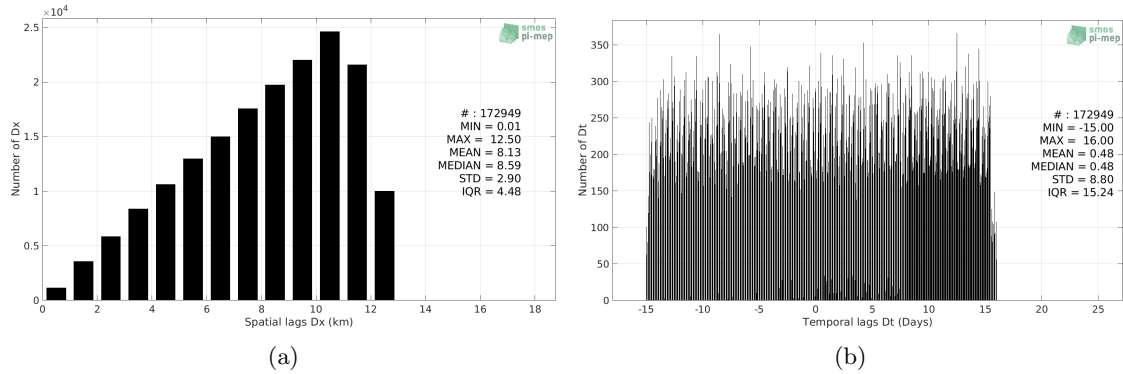 ×10⁴
2.5
2
1.5
1
0.5
0
0 2 4 6 8 10 12 14 16 18
Number of Dx
Spatial lags Dx (km)
smos
pi-mep
# : 172949
MIN = 0.01
MAX = 12.50
MEAN = 8.13
MEDIAN = 8.59
STD = 2.90
IQR = 4.48
(a)
350
300
250
200
150
100
50
0
-15 -10 -5 0 5 10 15 20 25
Number of Dt
Temporal lags Dt (Days)
smos
pi-mep
# : 172949
MIN = -15.00
MAX = 16.00
MEAN = 0.48
MEDIAN = 0.48
STD = 8.80
IQR = 15.24
(b)